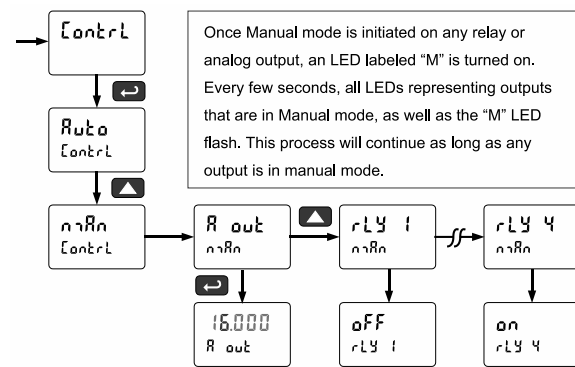 Contrl
Once Manual mode is initiated on any relay or
analog output, an LED labeled “M” is turned on.
Every few seconds, all LEDs representing outputs
that are in Manual mode, as well as the “M” LED
flash. This process will continue as long as any
output is in manual mode.
Auto
Contrl
mAn
Contrl
A out
mAn
rLY 1
mAn
rLY 4
mAn
16.000
A out
oFF
rLY 1
on
rLY 4